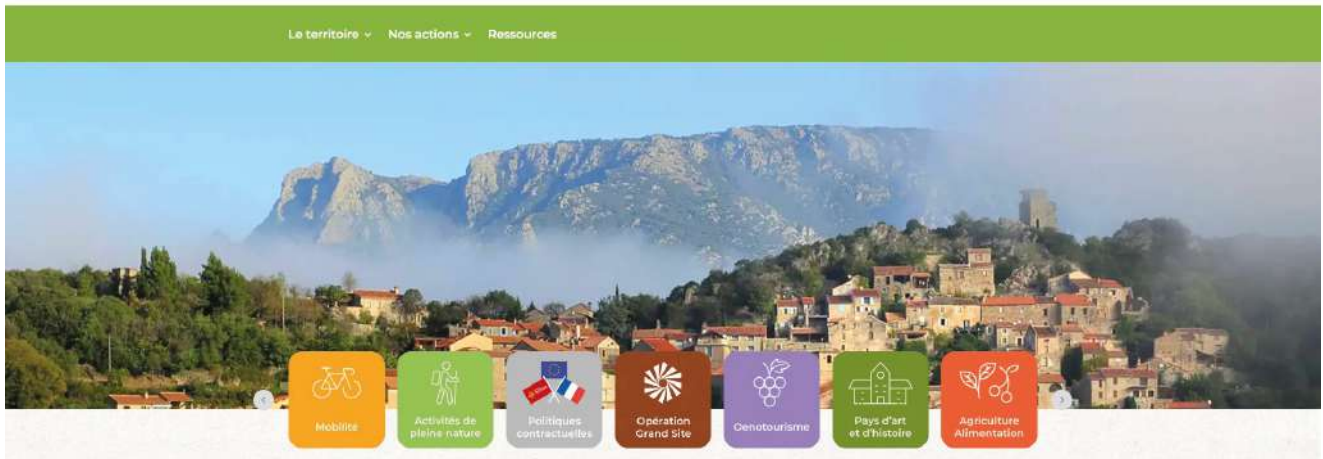 Le territoire
Nos actions
Ressources
Mobilité
Activités de
pleine nature
Politiques
contractuelles
Opération
Grand Site
Oenotourisme
Pays d'art
et d'histoire
Agriculture
Alimentation